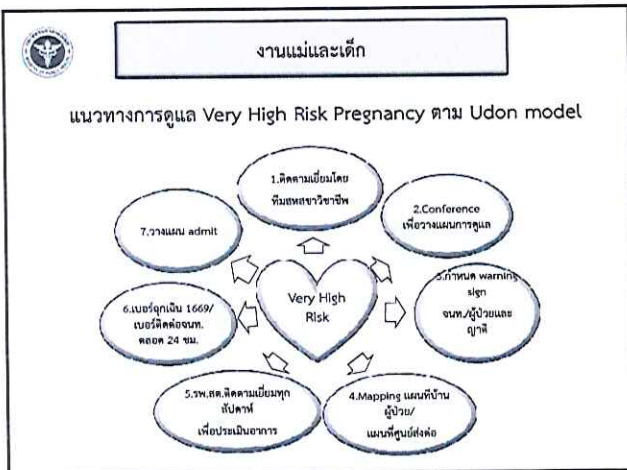 งานแม่และเด็ก
แนวทางการดูแล Very High Risk Pregnancy ตาม Udon model
1.ติดตามเยี่ยมโดย
ทีมสหสาขาวิชาชีพ
2.Conference
เพื่อวางแผนการดูแล
3.กำหนด warning
sign
จนท./ผู้ป่วยและ
ญาติ
4.Mapping แผนที่บ้าน
ผู้ป่วย/
แผนที่ศูนย์ส่งต่อ
5.รพ.สต.ติดตามเยี่ยมทุก
สัปดาห์
เพื่อประเมินอาการ
6.เบอร์ฉุกเฉิน 1669/
เบอร์ติดต่อจนท.
ตลอด 24 ชม.
7.วางแผน admit
Very High
Risk